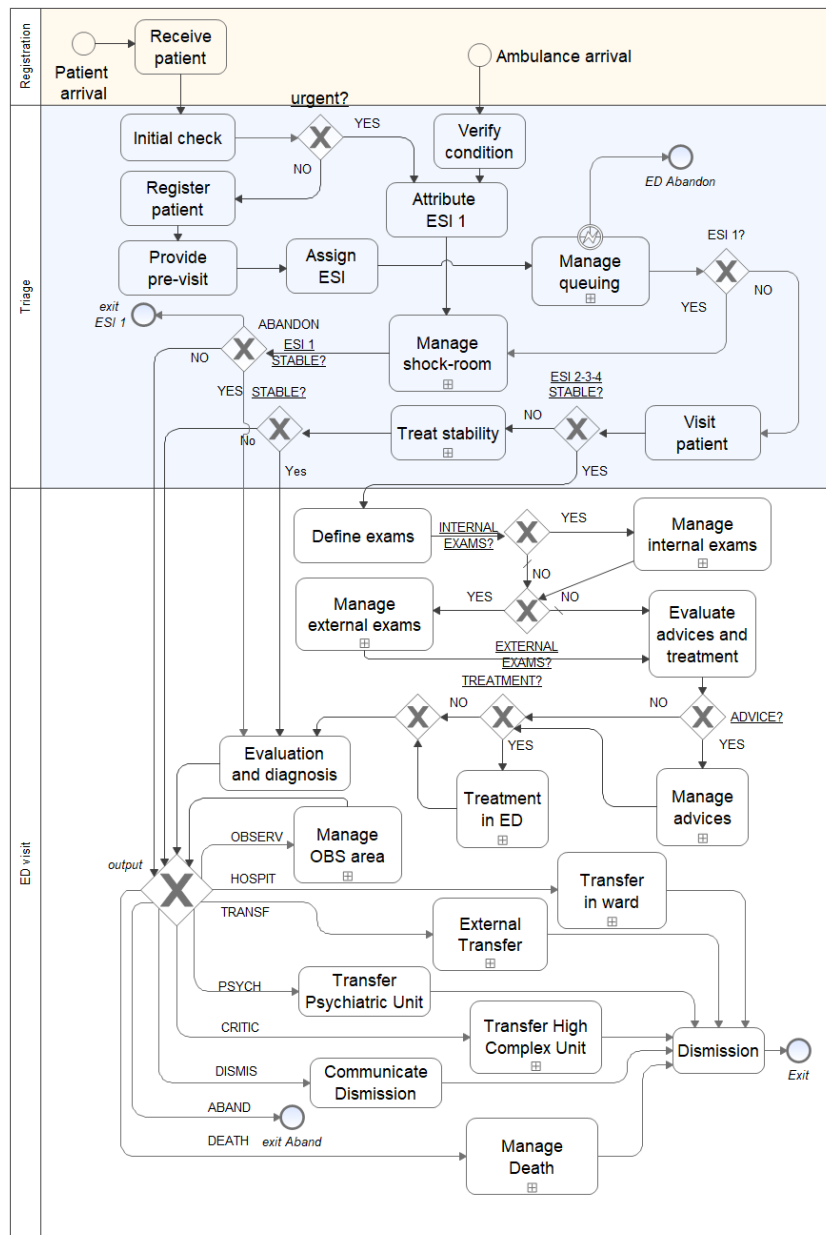 Registration
Receive
patient
Patient
arrival
Ambulance arrival
Triage
urgent?
Initial check
YES
NO
Verify
condition
ED Abandon
Register
patient
Attribute
ESI 1
Provide
pre-visit
Assign
ESI
Manage
queuing
ESI 1?
YES
NO
exit
ESI 1
ABANDON
NO
ESI 1
STABLE?
Manage
shock-room
YES
STABLE?
ESI 2-3-4
STABLE?
No
Treat stability
NO
Visit
patient
Yes
YES
ED visit
Define exams
INTERNAL
EXAMS?
YES
Manage
internal exams
NO
Manage
external exams
YES
NO
Evaluate
advices and
treatment
EXTERNAL
EXAMS?
TREATMENT?
NO
NO
ADVICE?
YES
YES
Evaluation
and diagnosis
Treatment
in ED
Manage
advices
output
OBSERV
Manage
OBS area
HOSPIT
Transfer
in ward
TRANSF
External
Transfer
PSYCH
Transfer
Psychiatric Unit
CRITIC
Transfer High
Complex Unit
Dismission
Exit
DISMIS
Communicate
Dismission
ABAND
exit Aband
DEATH
Manage
Death